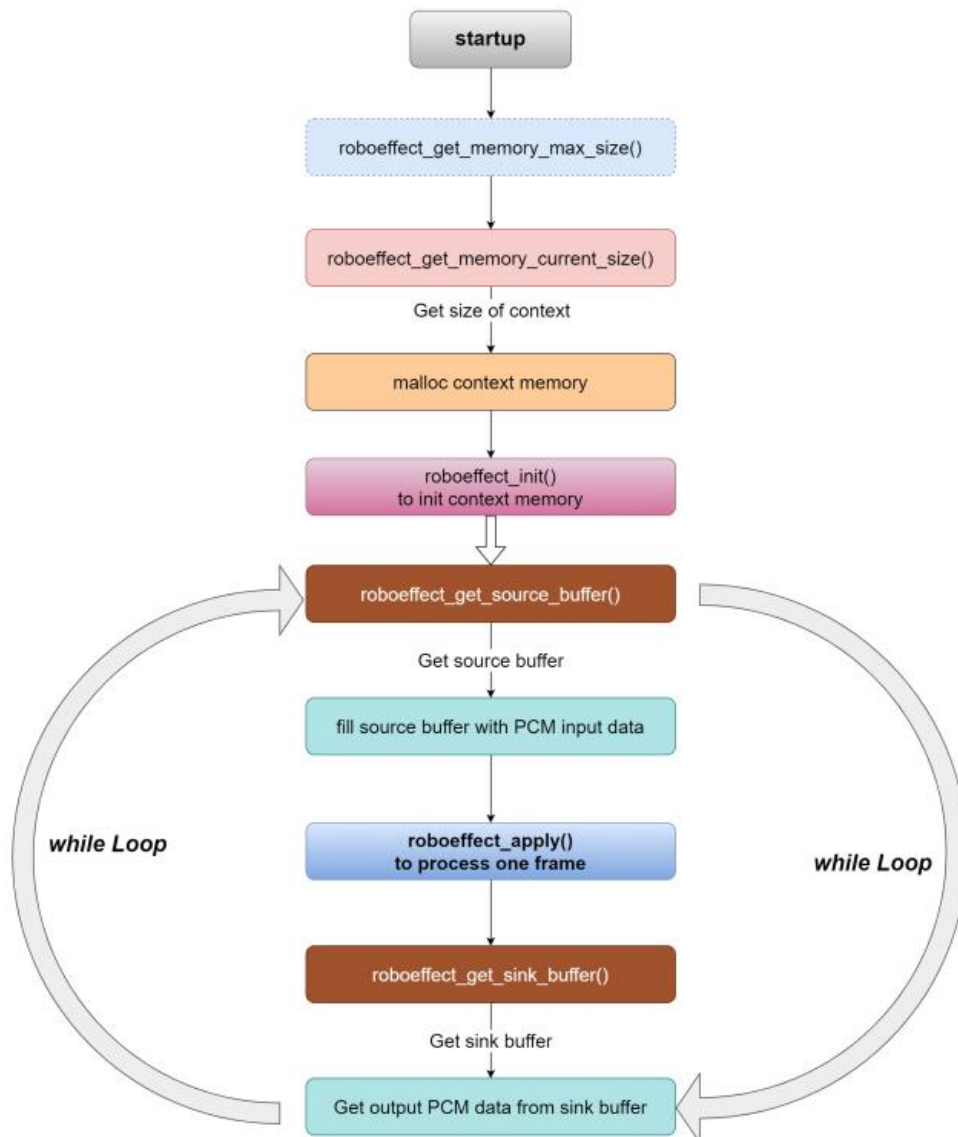 startup
roboeffect_get_memory_max_size()
roboeffect_get_memory_current_size()
Get size of context
malloc context memory
roboeffect_init()
to init context memory
roboeffect_get_source_buffer()
Get source buffer
fill source buffer with PCM input data
while Loop
roboeffect_apply()
to process one frame
while Loop
roboeffect_get_sink_buffer()
Get sink buffer
Get output PCM data from sink buffer